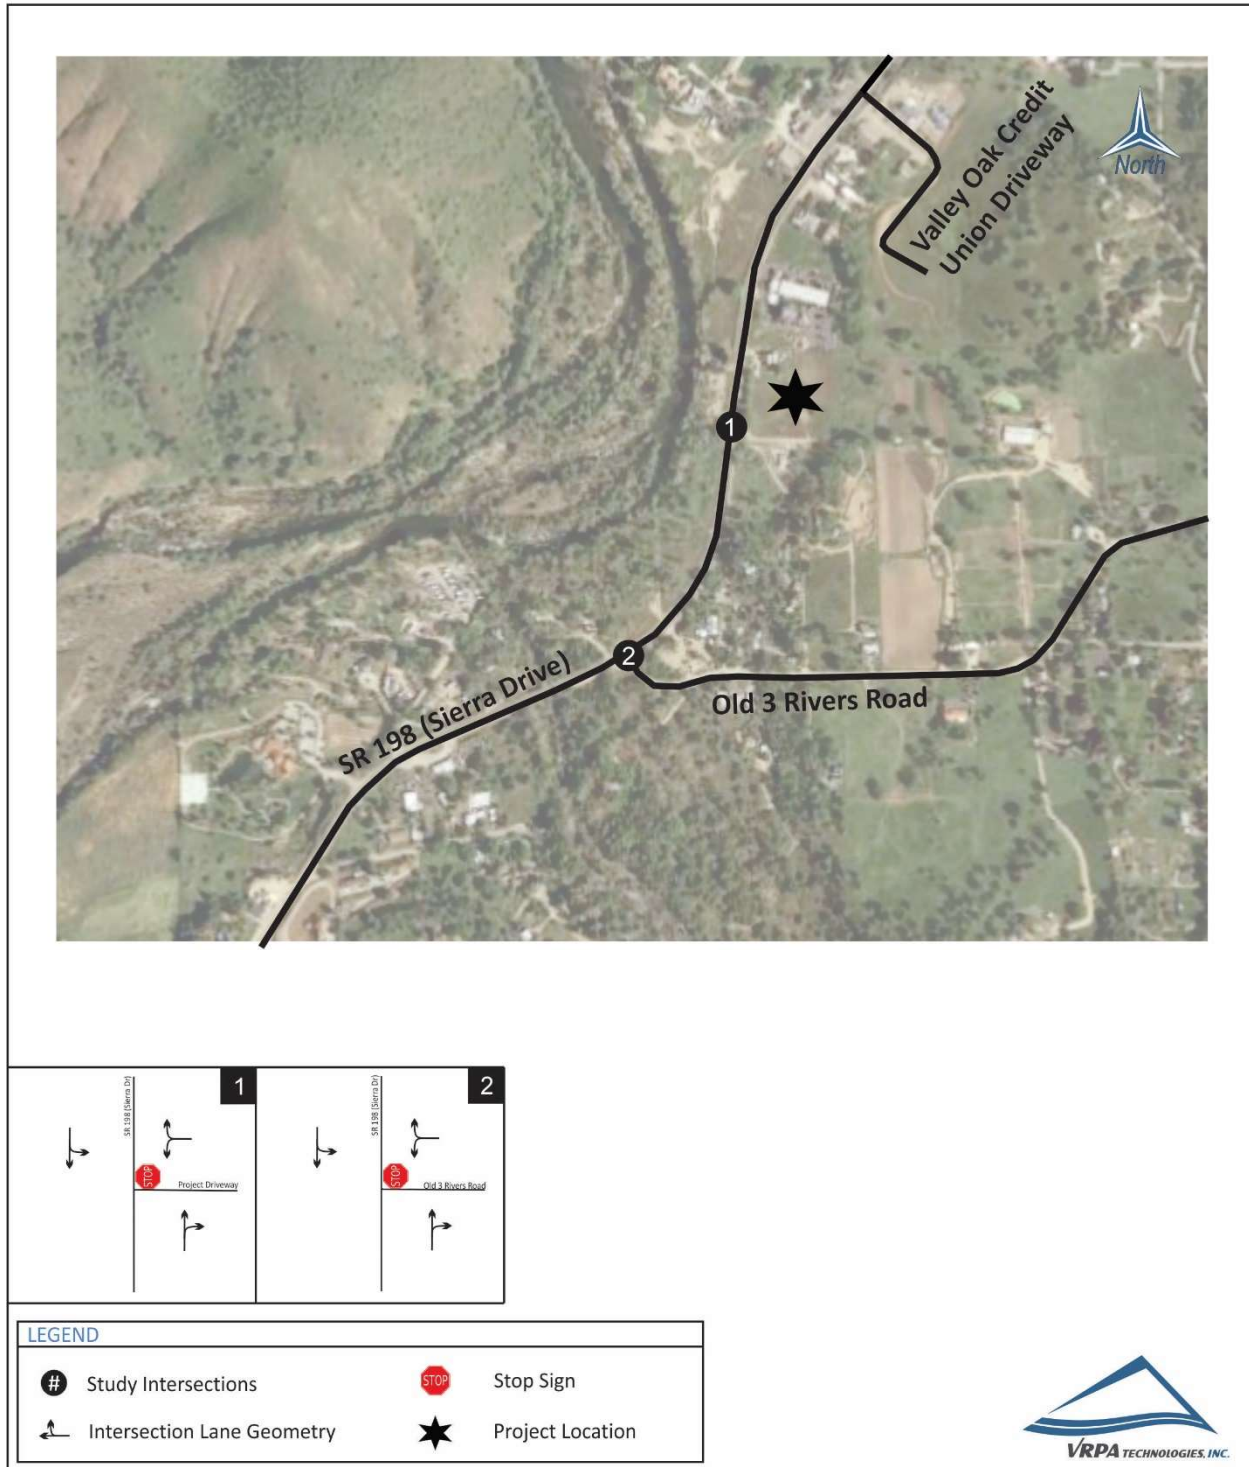 Valley Oak Credit
Union Driveway
North
1
2
SR 198 (Sierra Drive)
Old 3 Rivers Road
1
SR 198 (Sierra Dr)
STOP
Project Driveway
2
SR 198 (Sierra Dr)
STOP
Old 3 Rivers Road
LEGEND
# Study Intersections
STOP Stop Sign
Intersection Lane Geometry
Project Location
VRPA TECHNOLOGIES, INC.